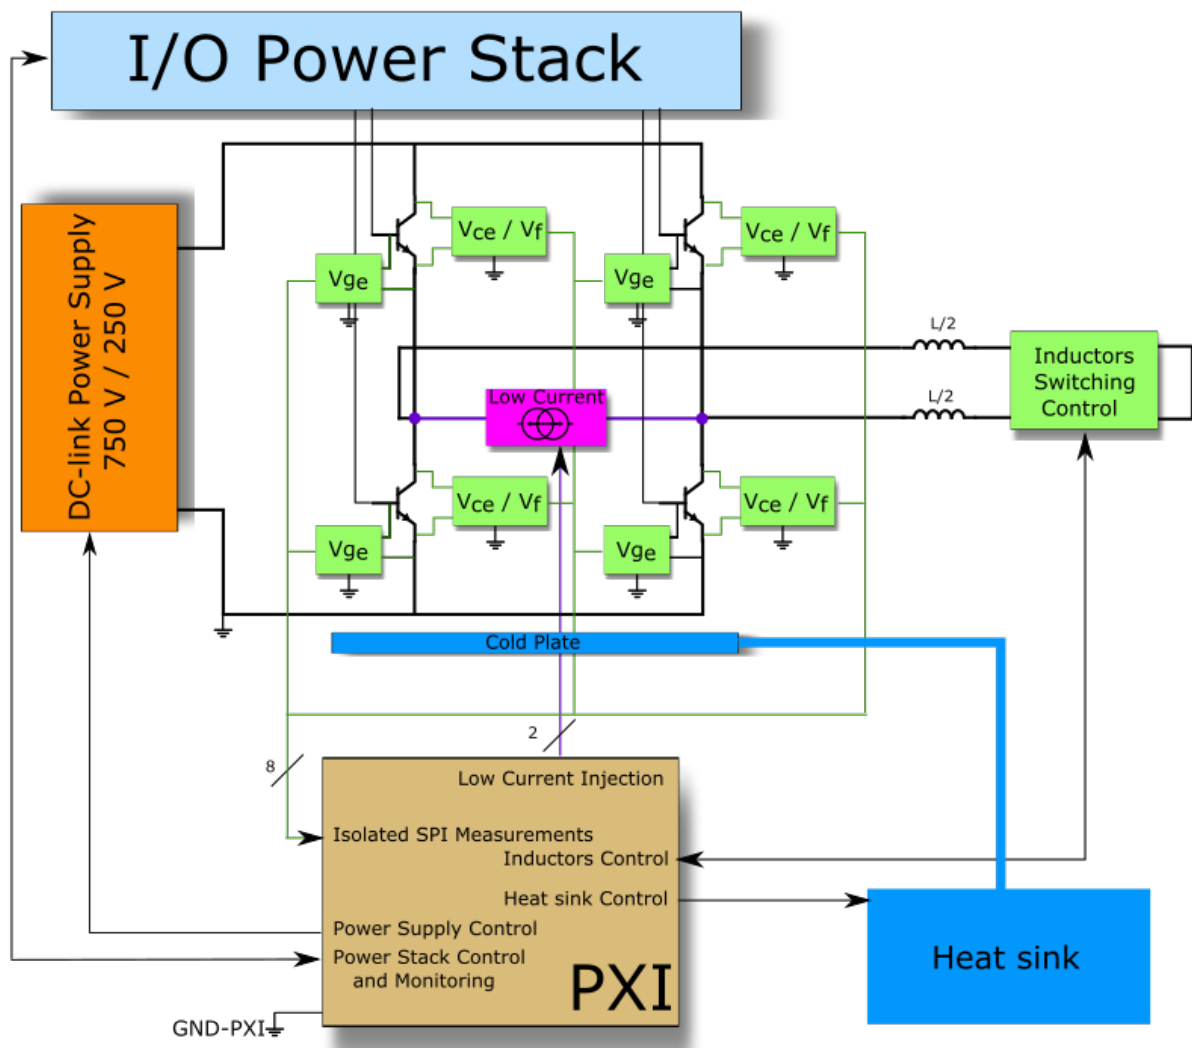 I/O Power Stack
DC-link Power Supply
750 V / 250 V
Vce / Vf
Vce / Vf
Vge
Vge
L/2
Inductors
Switching
Control
Low Current
L/2
Vce / Vf
Vce / Vf
Vge
Vge
Cold Plate
2
8
Low Current Injection
Isolated SPI Measurements
Inductors Control
Heat sink Control
Power Supply Control
Power Stack Control
and Monitoring
PXI
GND-PXI
Heat sink